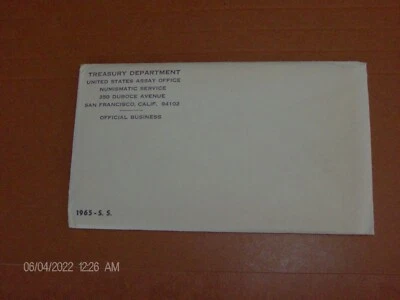 TREASURY DEPARTMENT
UNITED STATES ASSAY OFFICE
NUMISMATIC SERVICE
350 DUBOCE AVENUE
SAN FRANCISCO, CALIF. 94102
OFFICIAL BUSINESS
1965 - S. S.
06/04/2022 12:26 AM